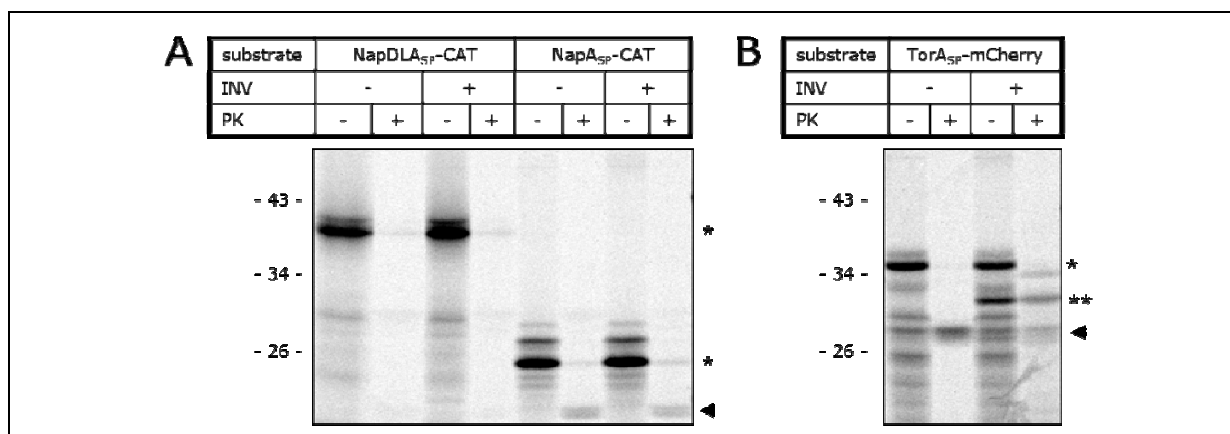 A
substrate NapDLA_SP-CAT NapA_SP-CAT
INV - + - +
PK - + - + - + - +
- 43 -
- 34 -
- 26 -
*
*
B
substrate TorA_SP-mCherry
INV - +
PK - + - +
- 43 -
- 34 -
- 26 -
*
**